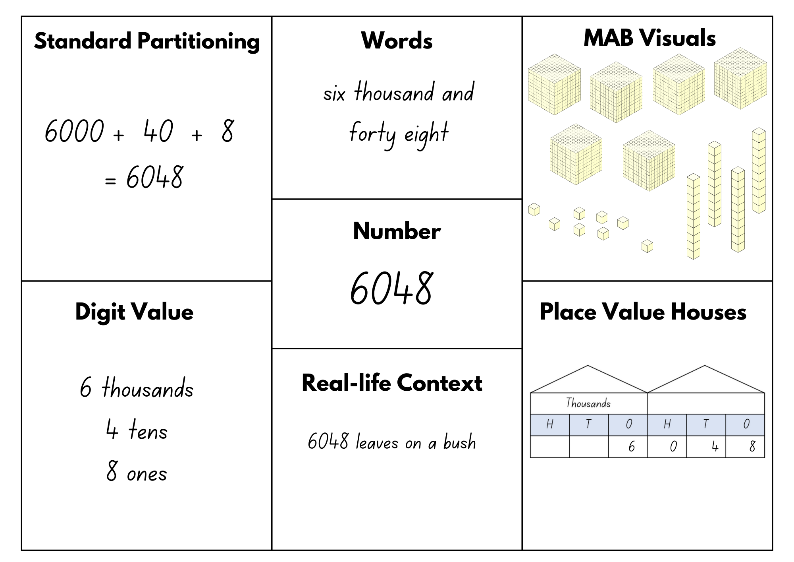 Standard Partitioning
6000 + 40 + 8
= 6048
Words
six thousand and
forty eight
MAB Visuals
Number
6048
Digit Value
6 thousands
4 tens
8 ones
Real-life Context
6048 leaves on a bush
Place Value Houses
Thousands
H T O H T O
6 0 4 8